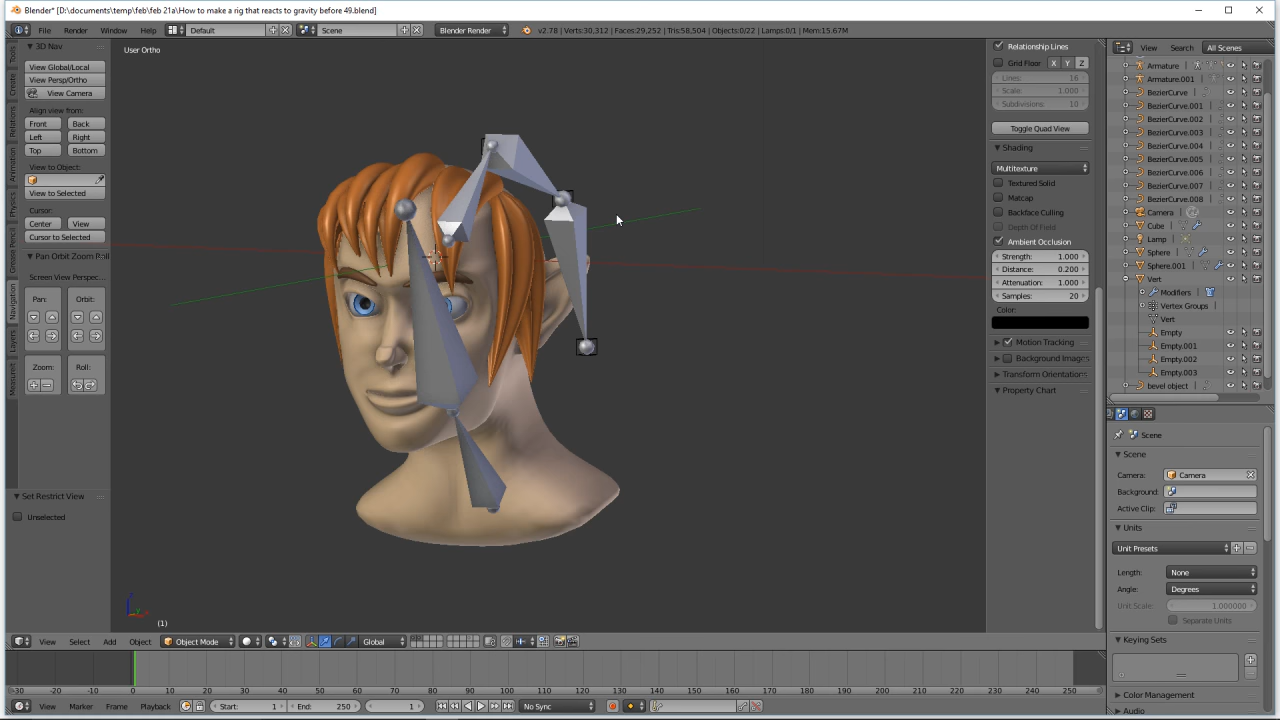 Blender* [D:\documents\temp\feb\feb 21a\How to make a rig that reacts to gravity before 49.blend]
File Render Window Help Default Scene Blender Render v2.78 | Verts:30,312 | Faces:29,252 | Tris:58,504 | Objects:0/22 | Lamps:0/1 | Mem:15.67M
3D Nav
View Global/Local
View Persp/Ortho
View Camera
Align view from:
Front Back
Left Right
Top Bottom
View to Object:
View to Selected
Cursor:
Center View
Cursor to Selected
Pan Orbit Zoom Roll
Screen View Perspec...
Pan: Orbit:
Zoom: Roll:
Set Restrict View
Unselected
Tools
Create
Relations
Animation
Physics
Grease Pencil
Navigation
Layers
User Ortho
(1)
Relationship Lines
Grid Floor X Y Z
Lines: 16
Scale: 1.000
Subdivisions: 10
Toggle Quad View
Shading
Multitexture
Textured Solid
Matcap
Backface Culling
Depth Of Field
Ambient Occlusion
Strength: 1.000
Distance: 0.200
Attenuation: 1.000
Samples: 20
Color:
Motion Tracking
Background Images
Transform Orientations
Property Chart
View Search All Scenes
Armature
Armature.001
BezierCurve
BezierCurve.001
BezierCurve.002
BezierCurve.003
BezierCurve.004
BezierCurve.005
BezierCurve.006
BezierCurve.007
BezierCurve.008
Camera
Cube
Lamp
Sphere
Sphere.001
Vert
Modifiers
Vertex Groups
Vert
Empty
Empty.001
Empty.002
Empty.003
bevel object
Scene
Scene
Camera: Camera
Background:
Active Clip:
Units
Unit Presets
Length: None
Angle: Degrees
Unit Scale: 1.000000
Separate Units
Keying Sets
Color Management
Audio
View Select Add Object Object Mode Global
-30 -20 -10 0 10 20 30 40 50 60 70 80 90 100 110 120 130 140 150 160 170 180 190 200 210 220 230 240 250
View Marker Frame Playback Start: 1 End: 250 1 No Sync